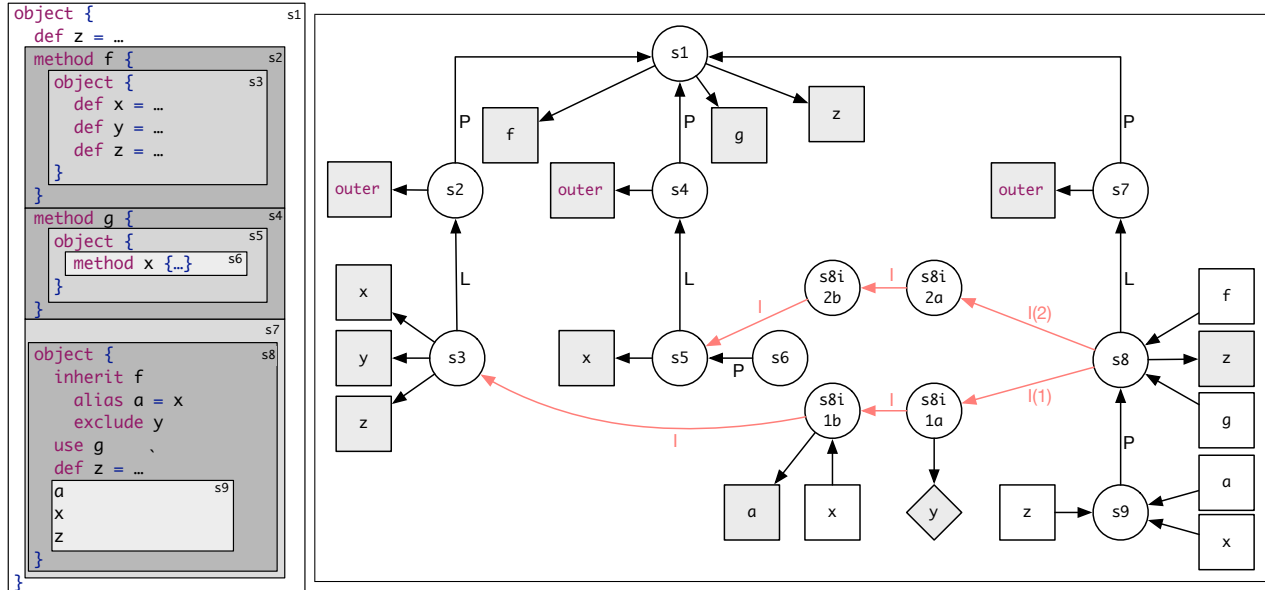 object { s1
def z = …
method f { s2
object { s3
def x = …
def y = …
def z = …
}
}
method g { s4
object { s5
method x {…} s6
}
}
s7
object { s8
inherit f
alias a = x
exclude y
use g `
def z = …
a s9
x
z
}
}
s1
P
P
P
f
g
z
outer
s2
outer
s4
outer
s7
L
L
L
s8i
2b
I
s8i
2a
I
I(2)
f
x
y
z
s3
x
s5
P
s6
s8
z
g
s8i
1b
I
s8i
1a
I(1)
I
P
a
x
y
z
s9
a
x